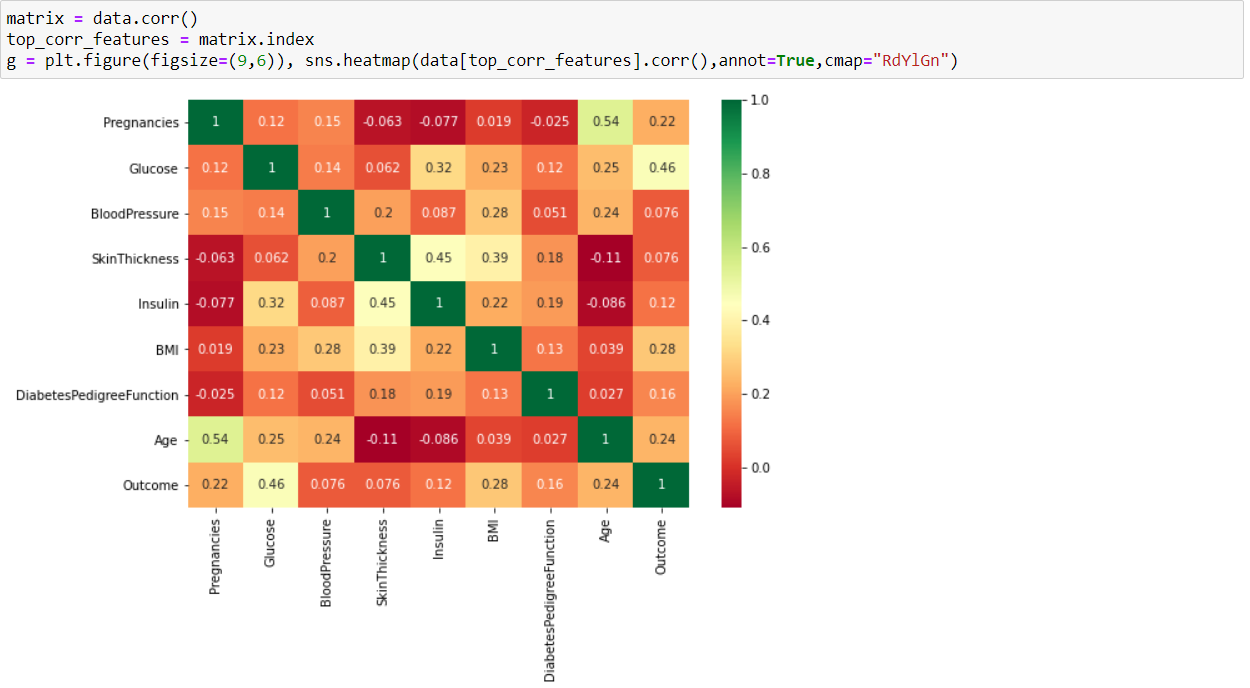 matrix = data.corr()
top_corr_features = matrix.index
g = plt.figure(figsize=(9,6)), sns.heatmap(data[top_corr_features].corr(),annot=True,cmap="RdYlGn")
Pregnancies 1 0.12 0.15 -0.063 -0.077 0.019 -0.025 0.54 0.22
Glucose 0.12 1 0.14 0.062 0.32 0.23 0.12 0.25 0.46
BloodPressure 0.15 0.14 1 0.2 0.087 0.28 0.051 0.24 0.076
SkinThickness -0.063 0.062 0.2 1 0.45 0.39 0.18 -0.11 0.076
Insulin -0.077 0.32 0.087 0.45 1 0.22 0.19 -0.086 0.12
BMI 0.019 0.23 0.28 0.39 0.22 1 0.13 0.039 0.28
DiabetesPedigreeFunction -0.025 0.12 0.051 0.18 0.19 0.13 1 0.027 0.16
Age 0.54 0.25 0.24 -0.11 -0.086 0.039 0.027 1 0.24
Outcome 0.22 0.46 0.076 0.076 0.12 0.28 0.16 0.24 1
Pregnancies
Glucose
BloodPressure
SkinThickness
Insulin
BMI
DiabetesPedigreeFunction
Age
Outcome
1.0
0.8
0.6
0.4
0.2
0.0